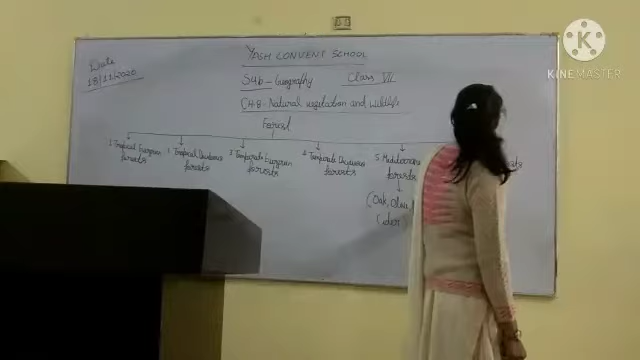 KINEMASTER
Date
18/11/2020
YASH CONVENT SCHOOL
Sub - Geography Class VII
CH-8- Natural vegetation and wildlife
Forest
1 Tropical Evergreen forests
2 Tropical Deciduous forests
3 Temperate Evergreen forests
4 Temperate Deciduous forests
5 Mediterranean forests
(Oak, Olive